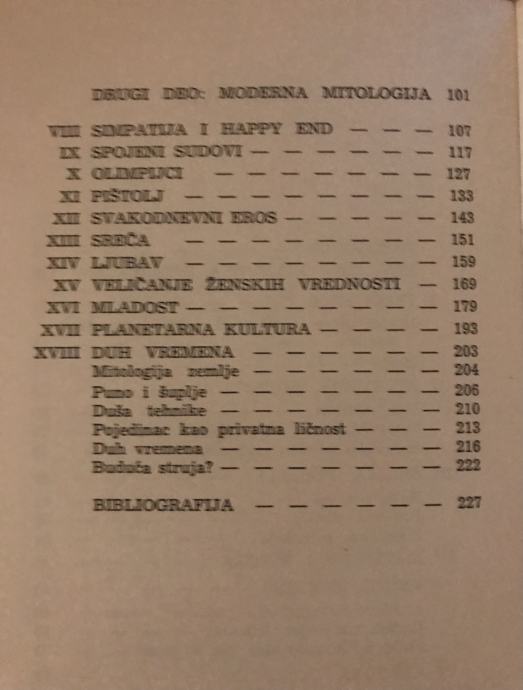 DRUGI DEO: MODERNA MITOLOGIJA 101
VIII SIMPATIJA I HAPPY END — — — — 107
IX SPOJENI SUDOVI — — — — — — — 117
X OLIMPIJCI — — — — — — — — 127
XI PIŠTOLJ — — — — — — — — — 133
XII SVAKODNEVNI EROS — — — — — — 143
XIII SREČA — — — — — — — — — 151
XIV LJUBAV — — — — — — — — — 159
XV VELIČANJE ŽENSKIH VREDNOSTI — 169
XVI MLADOST — — — — — — — — — 179
XVII PLANETARNA KULTURA — — — — — 193
XVIII DUH VREMENA — — — — — — — 203
Mitologija zemlje — — — — — — — 204
Puno i šuplje — — — — — — — — 206
Duša tehnike — — — — — — — — 210
Pojedinac kao privatna ličnost — — — — 213
Duh vremena — — — — — — — — 216
Buduća struja? — — — — — — — — 222
BIBLIOGRAFIJA — — — — — — — 227